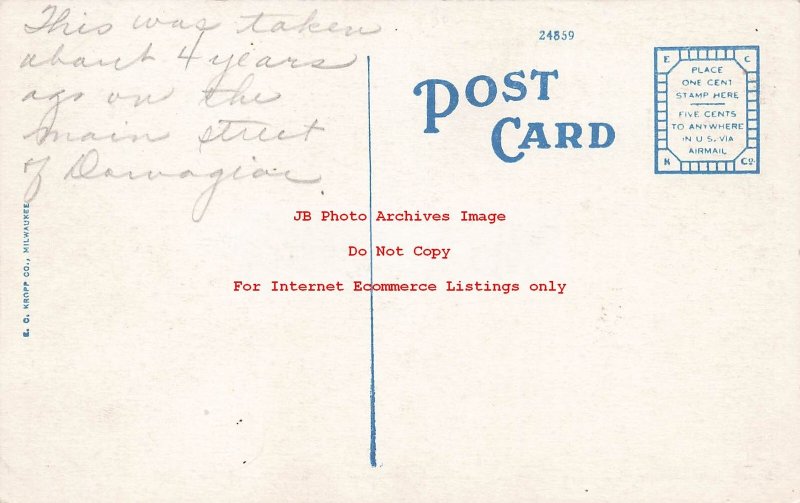 This was taken
about 4 years
ago on the
main street
of Dowagiac
24859
POST
CARD
E C
K Co.
PLACE
ONE CENT
STAMP HERE
FIVE CENTS
TO ANYWHERE
IN U.S. VIA
AIRMAIL
E. C. KROPP CO., MILWAUKEE
JB Photo Archives Image
Do Not Copy
For Internet Ecommerce Listings only